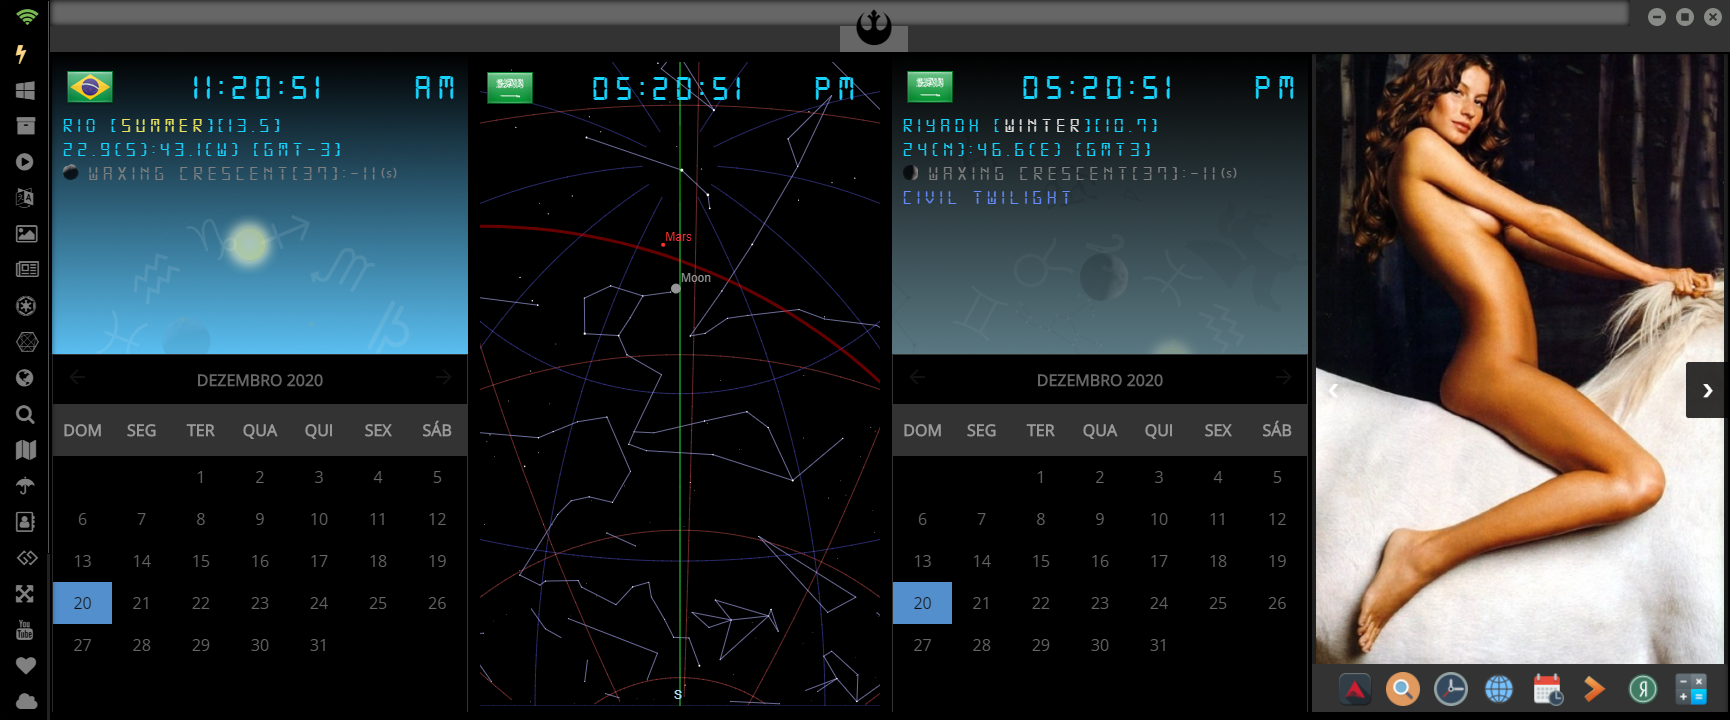 11:20:51 AM
RIO [SUMMER][13.5]
22.9(S):43.1(W) [GMT-3]
WAXING CRESCENT[37]:-11(s)
DEZEMBRO 2020
DOM SEG TER QUA QUI SEX SÁB
1 2 3 4 5
6 7 8 9 10 11 12
13 14 15 16 17 18 19
20 21 22 23 24 25 26
27 28 29 30 31
05:20:51 PM
Mars
Moon
S
05:20:51 PM
RIYADH [WINTER][10.7]
24(N):46.6(E) [GMT3]
WAXING CRESCENT[37]:-11(s)
CIVIL TWILIGHT
DEZEMBRO 2020
DOM SEG TER QUA QUI SEX SÁB
1 2 3 4 5
6 7 8 9 10 11 12
13 14 15 16 17 18 19
20 21 22 23 24 25 26
27 28 29 30 31
You
Tube
Я